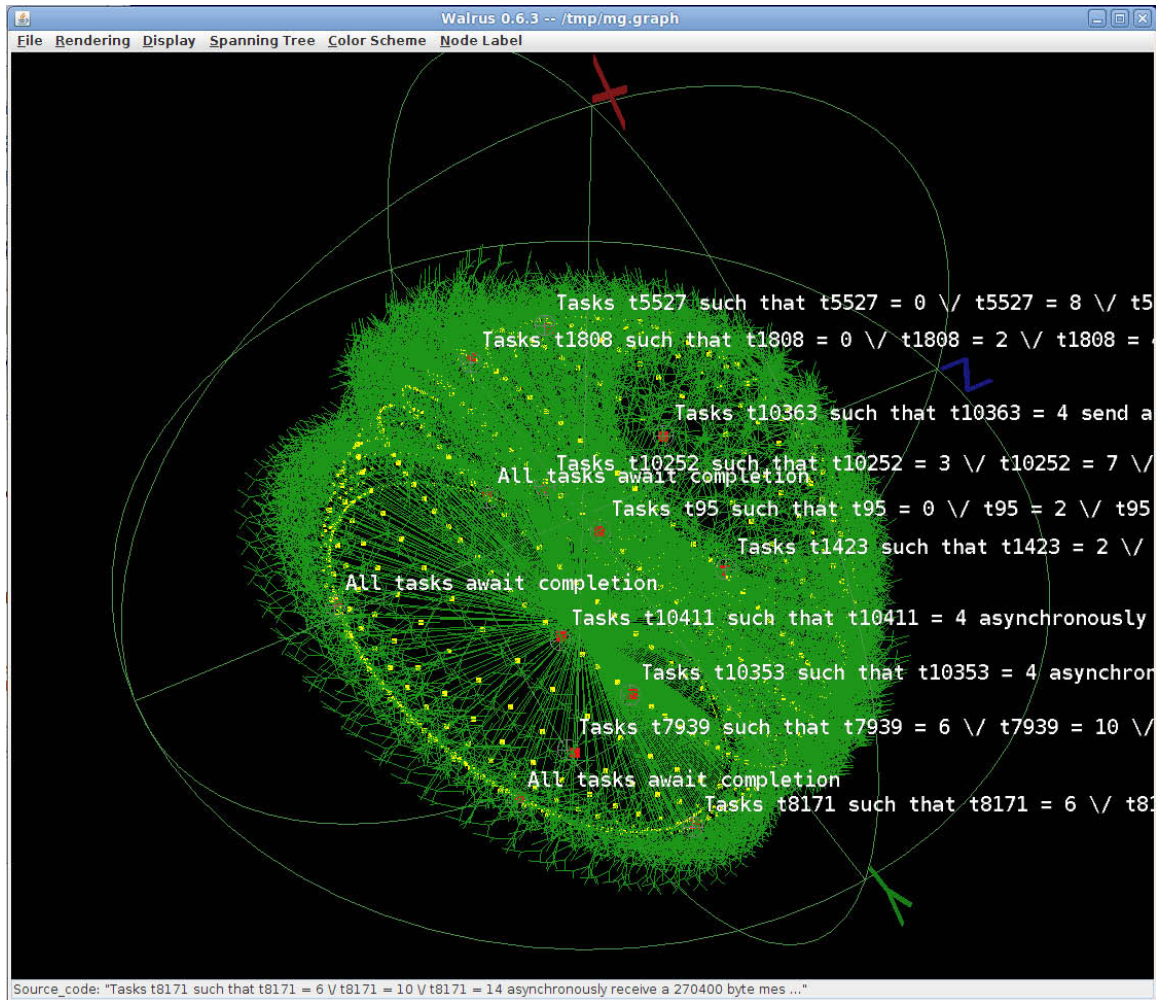 Walrus 0.6.3 -- /tmp/mg.graph
File Rendering Display Spanning Tree Color Scheme Node Label
X
Tasks t5527 such that t5527 = 0 \/ t5527 = 8 \/ t5
Tasks t1808 such that t1808 = 0 \/ t1808 = 2 \/ t1808 = 4
Z
Tasks t10363 such that t10363 = 4 send a
Tasks t10252 such that t10252 = 3 \/ t10252 = 7 \/
All tasks await completion
Tasks t95 such that t95 = 0 \/ t95 = 2 \/ t95
Tasks t1423 such that t1423 = 2 \/
All tasks await completion
Tasks t10411 such that t10411 = 4 asynchronously
Tasks t10353 such that t10353 = 4 asynchron
Tasks t7939 such that t7939 = 6 \/ t7939 = 10 \/
All tasks await completion
Tasks t8171 such that t8171 = 6 \/ t81
Y
Source_code: "Tasks t8171 such that t8171 = 6 \/ t8171 = 10 \/ t8171 = 14 asynchronously receive a 270400 byte mes ..."